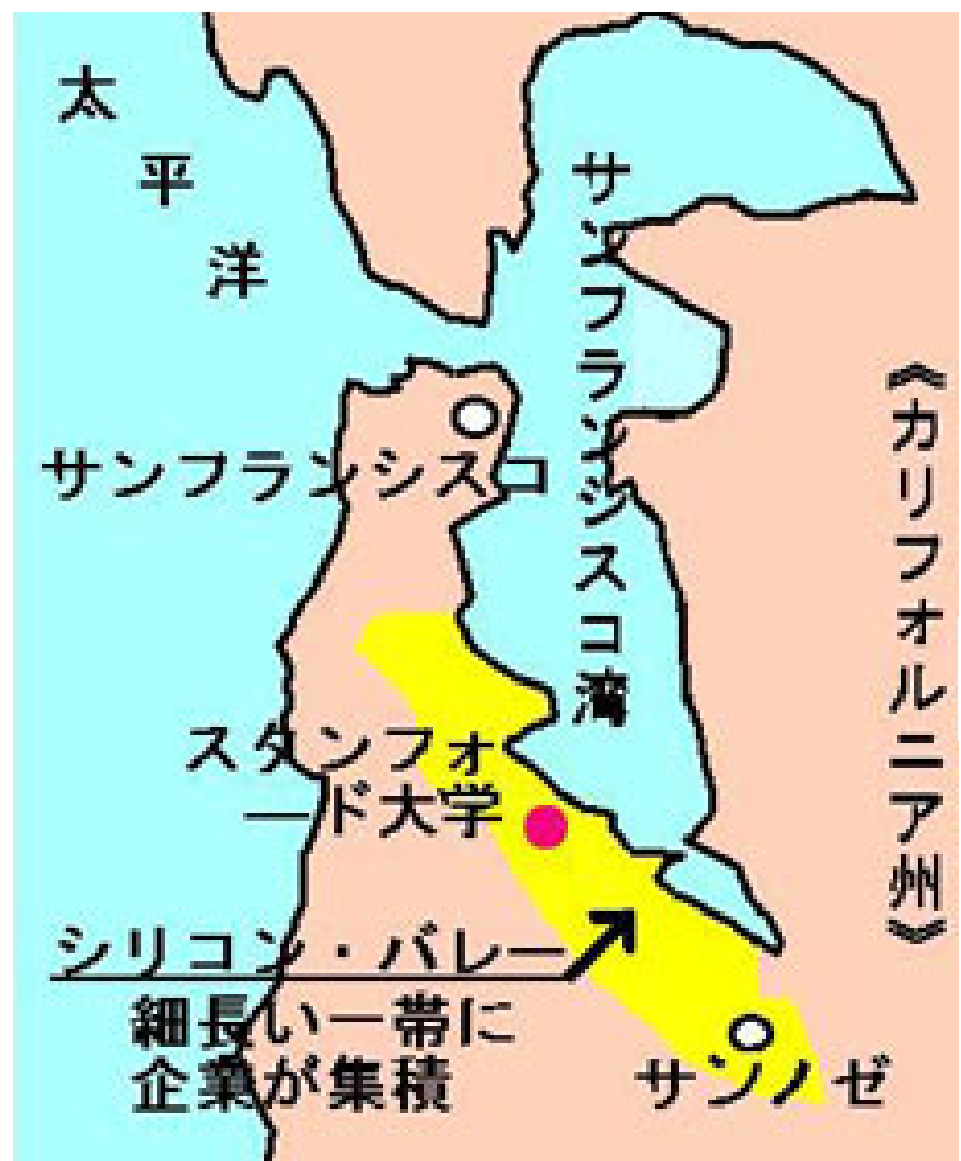 太平洋
サンフランシスコ湾
《カリフォルニア州》
サンフランシスコ
スタンフォ
ード大学
シリコン・バレー
細長い一帯に
企業が集積
サンノゼ